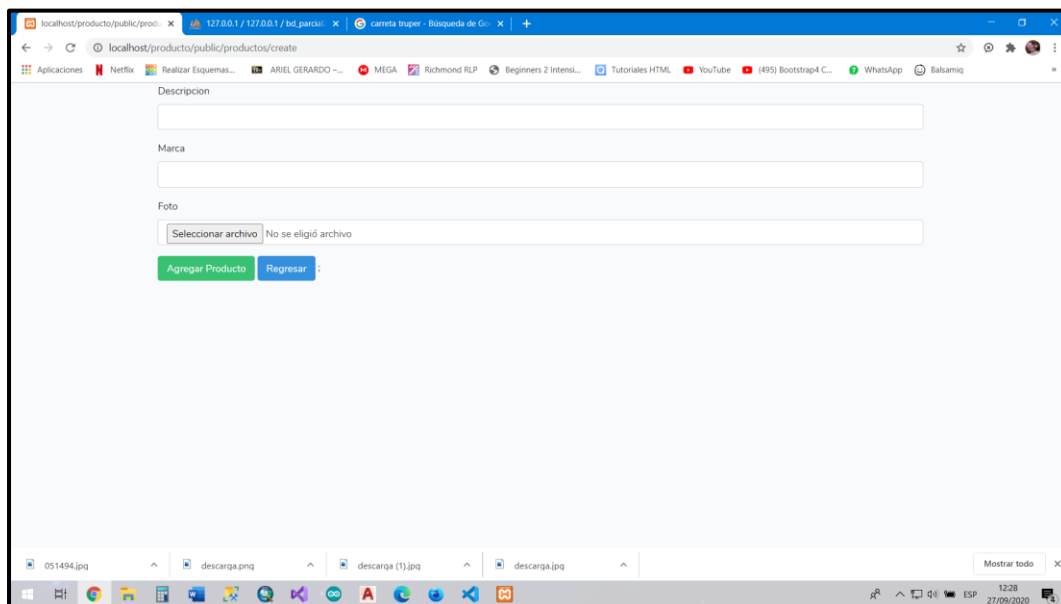 localhost/producto/public/produ
127.0.0.1 / 127.0.0.1 / bd_parcial
carreta truper - Búsqueda de Go
localhost/producto/public/productos/create
Aplicaciones Netflix Realizar Esquemas... ARIEL GERARDO –... MEGA Richmond RLP Beginners 2 Intensi... Tutoriales HTML YouTube (495) Bootstrap4 C... WhatsApp Balsamiq »
Descripcion
Marca
Foto
Seleccionar archivo No se eligió archivo
Agregar Producto Regresar ;
051494.jpg descarga.png descarga (1).jpg descarga.jpg Mostrar todo
ESP 12:28
27/09/2020